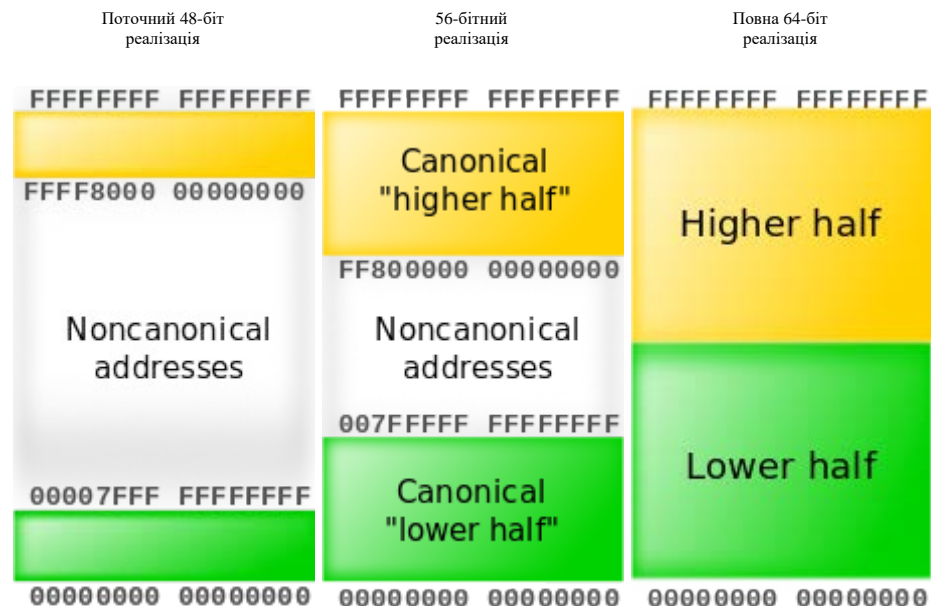 Поточний 48-біт
реалізація
56-бітний
реалізація
Повна 64-біт
реалізація
FFFFFFFF FFFFFFFF
FFFF8000 00000000
Noncanonical
addresses
00007FFF FFFFFFFF
00000000 00000000
FFFFFFFF FFFFFFFF
Canonical
"higher half"
FF800000 00000000
Noncanonical
addresses
007FFFFF FFFFFFFF
Canonical
"lower half"
00000000 00000000
FFFFFFFF FFFFFFFF
Higher half
Lower half
00000000 00000000